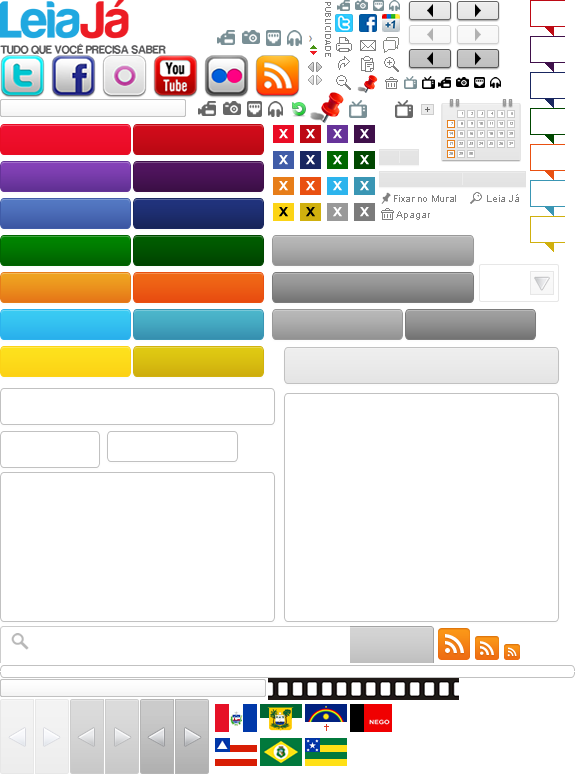 LeiaJá
TUDO QUE VOCÊ PRECISA SABER
PUBLICIDADE
f
+1
t
f
You
Tube
X X X X
X X X X
X X X X
X X X X
Fixar no Mural
Leia Já
Apagar
NEGO